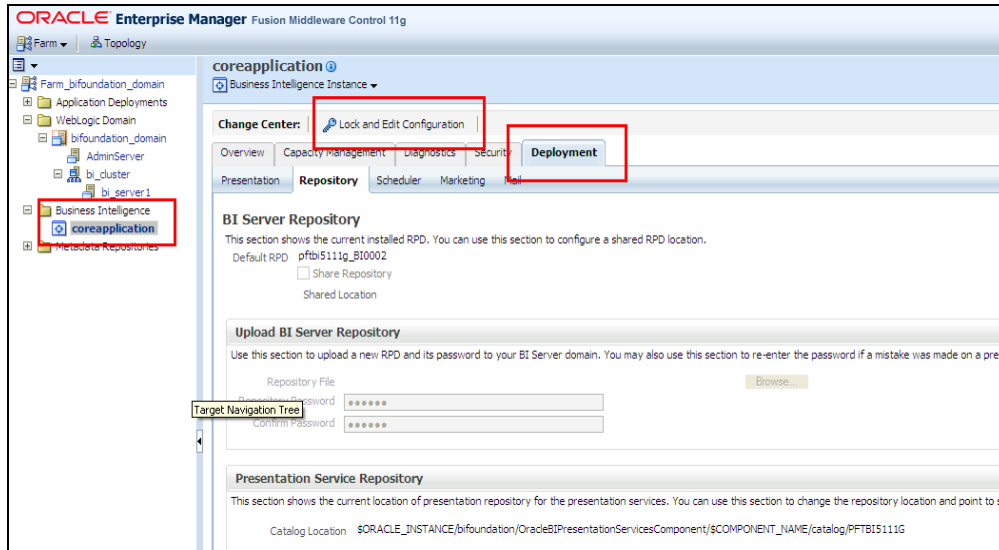 ORACLE Enterprise Manager Fusion Middleware Control 11g
Farm Topology
Farm_bifoundation_domain
Application Deployments
WebLogic Domain
bifoundation_domain
AdminServer
bi_cluster
bi_server1
Business Intelligence
coreapplication
Metadata Repositories
coreapplication
Business Intelligence Instance
Change Center: Lock and Edit Configuration
Overview Capacity Management Diagnostics Security Deployment
Presentation Repository Scheduler Marketing Mail
BI Server Repository
This section shows the current installed RPD. You can use this section to configure a shared RPD location.
Default RPD pftbi5111g_BI0002
Share Repository
Shared Location
Upload BI Server Repository
Use this section to upload a new RPD and its password to your BI Server domain. You may also use this section to re-enter the password if a mistake was made on a pre
Repository File Browse...
Repository Password ●●●●●●
Target Navigation Tree
Confirm Password ●●●●●●
Presentation Service Repository
This section shows the current location of presentation repository for the presentation services. You can use this section to change the repository location and point to s
Catalog Location $ORACLE_INSTANCE/bifoundation/OracleBIPresentationServicesComponent/$COMPONENT_NAME/catalog/PFTBI5111G